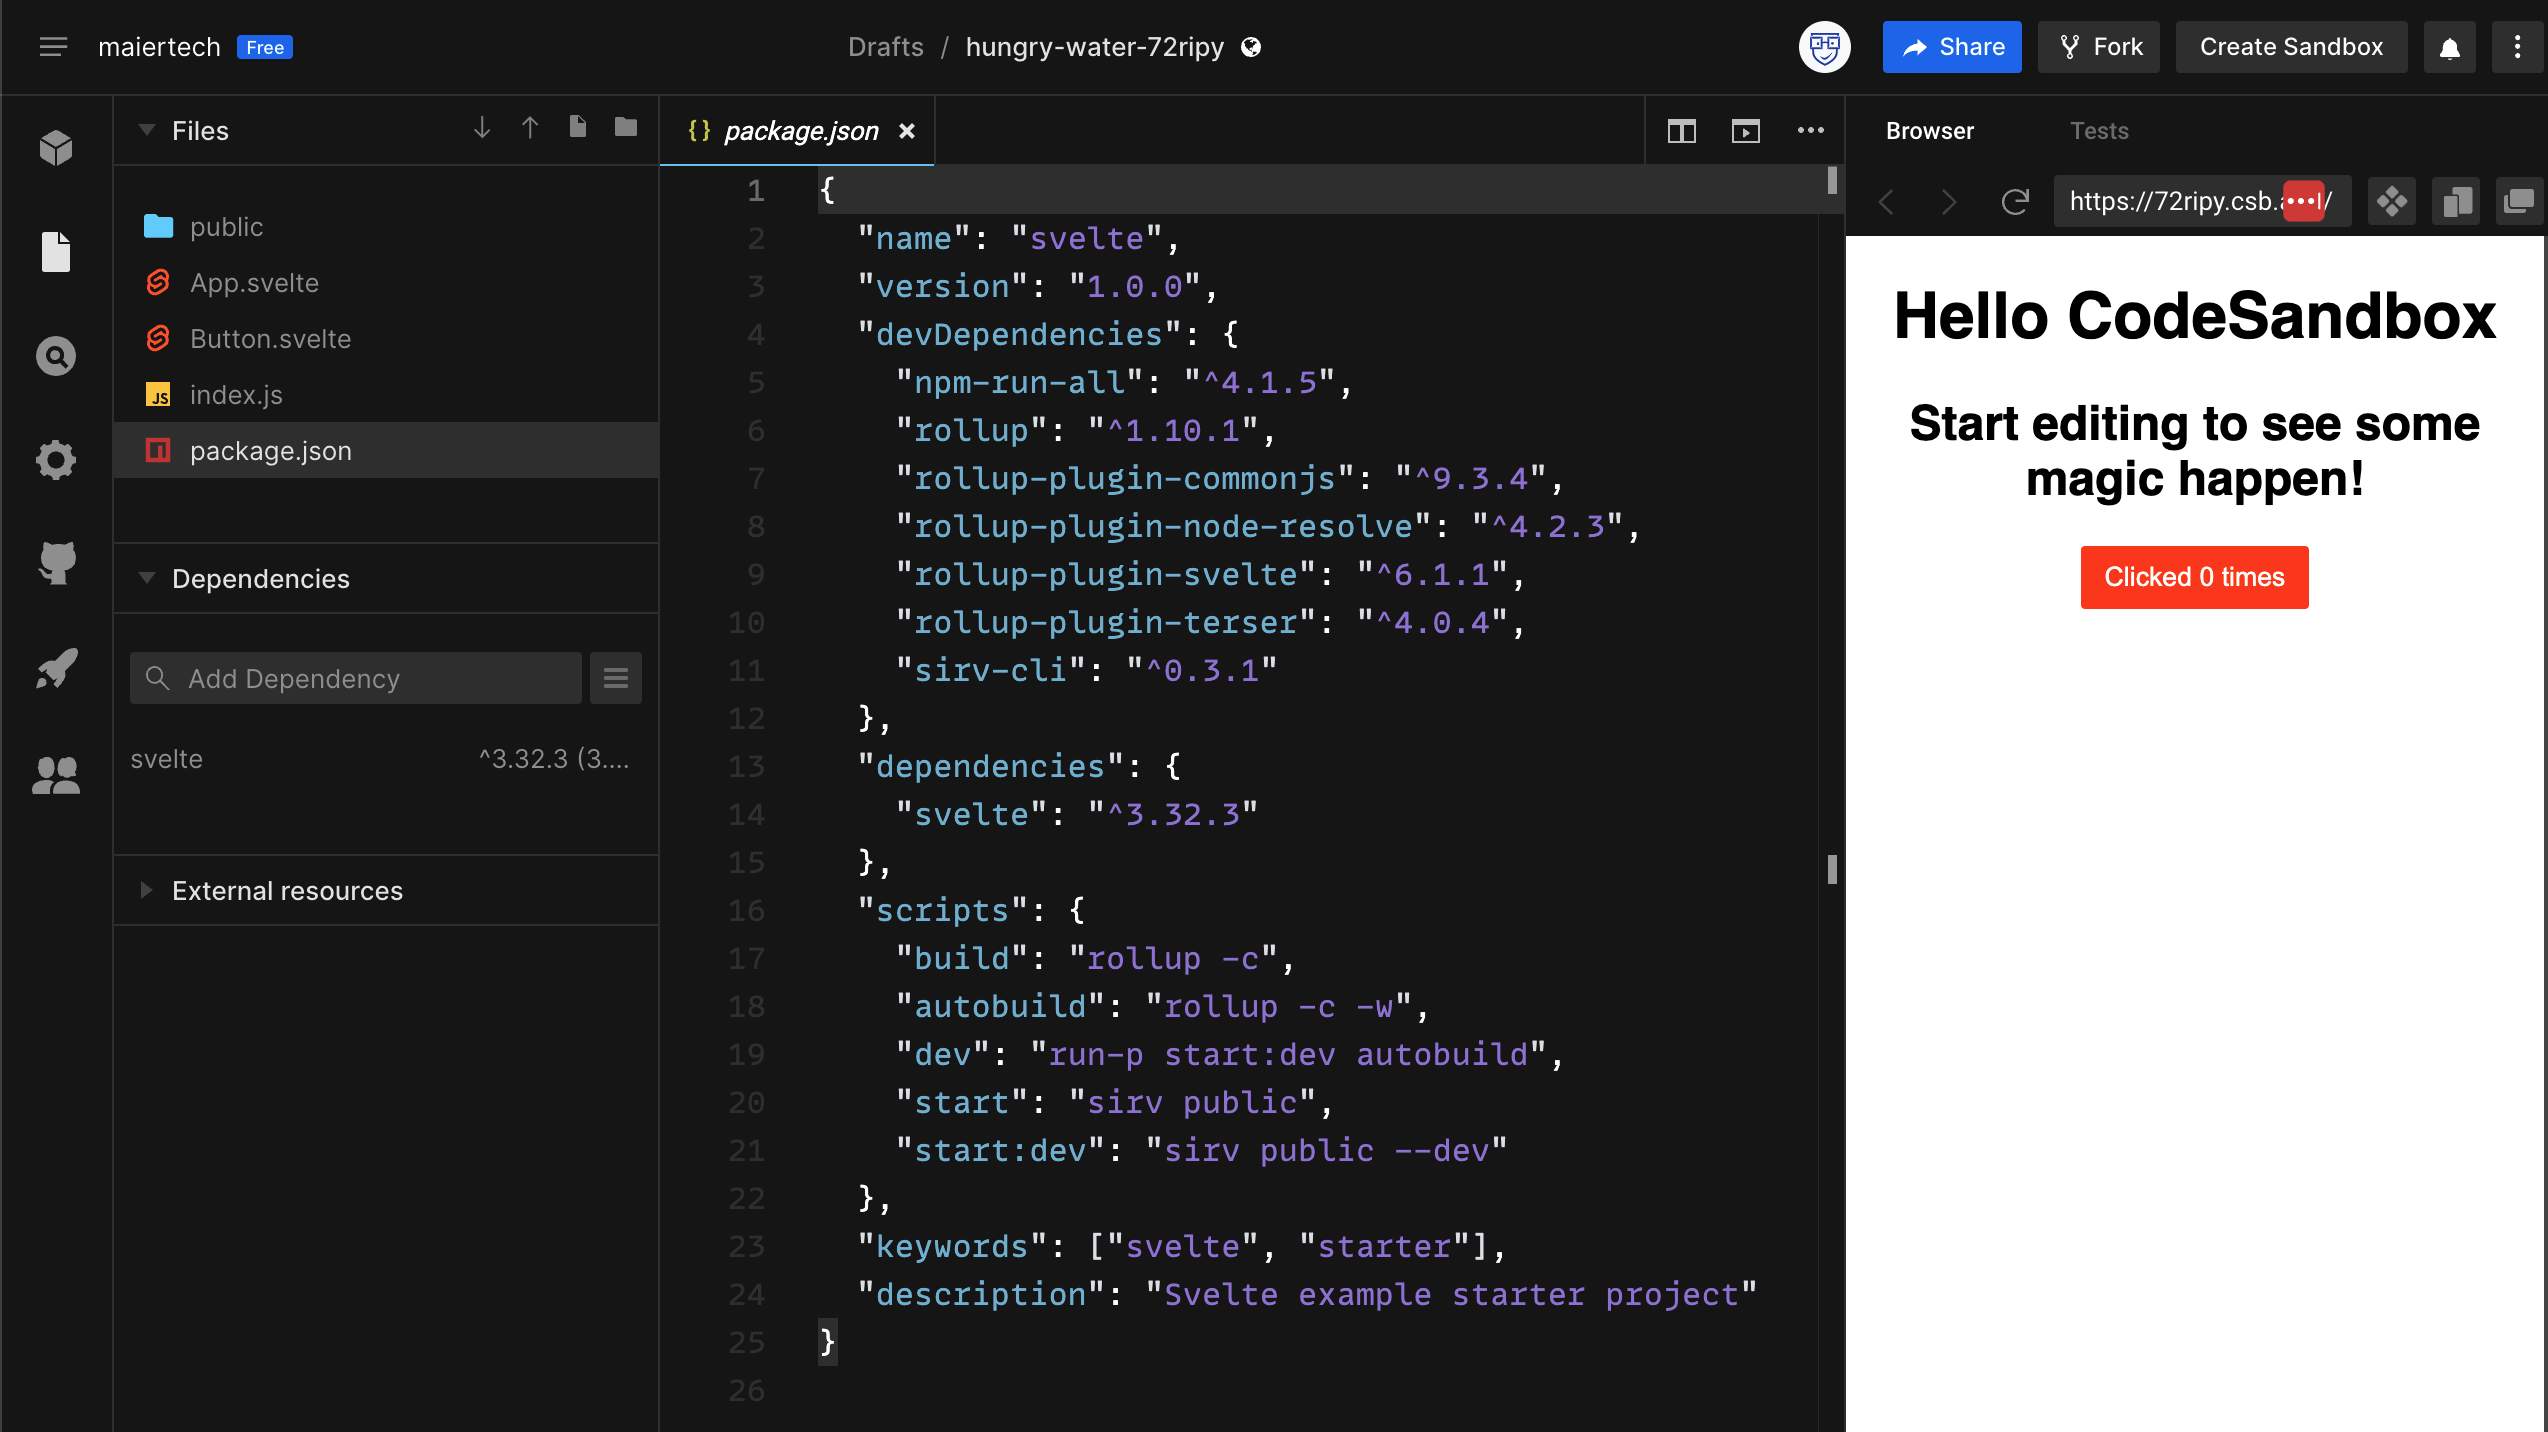 maiertech Free
Drafts / hungry-water-72ripy
Share
Fork
Create Sandbox
Files
public
App.svelte
Button.svelte
JS index.js
package.json
Dependencies
Add Dependency
svelte ^3.32.3 (3....
External resources
{} package.json
1 {
2 "name": "svelte",
3 "version": "1.0.0",
4 "devDependencies": {
5 "npm-run-all": "^4.1.5",
6 "rollup": "^1.10.1",
7 "rollup-plugin-commonjs": "^9.3.4",
8 "rollup-plugin-node-resolve": "^4.2.3",
9 "rollup-plugin-svelte": "^6.1.1",
10 "rollup-plugin-terser": "^4.0.4",
11 "sirv-cli": "^0.3.1"
12 },
13 "dependencies": {
14 "svelte": "^3.32.3"
15 },
16 "scripts": {
17 "build": "rollup -c",
18 "autobuild": "rollup -c -w",
19 "dev": "run-p start:dev autobuild",
20 "start": "sirv public",
21 "start:dev": "sirv public --dev"
22 },
23 "keywords": ["svelte", "starter"],
24 "description": "Svelte example starter project"
25 }
26
Browser
Tests
https://72ripy.csb.
Hello CodeSandbox
Start editing to see some
magic happen!
Clicked 0 times